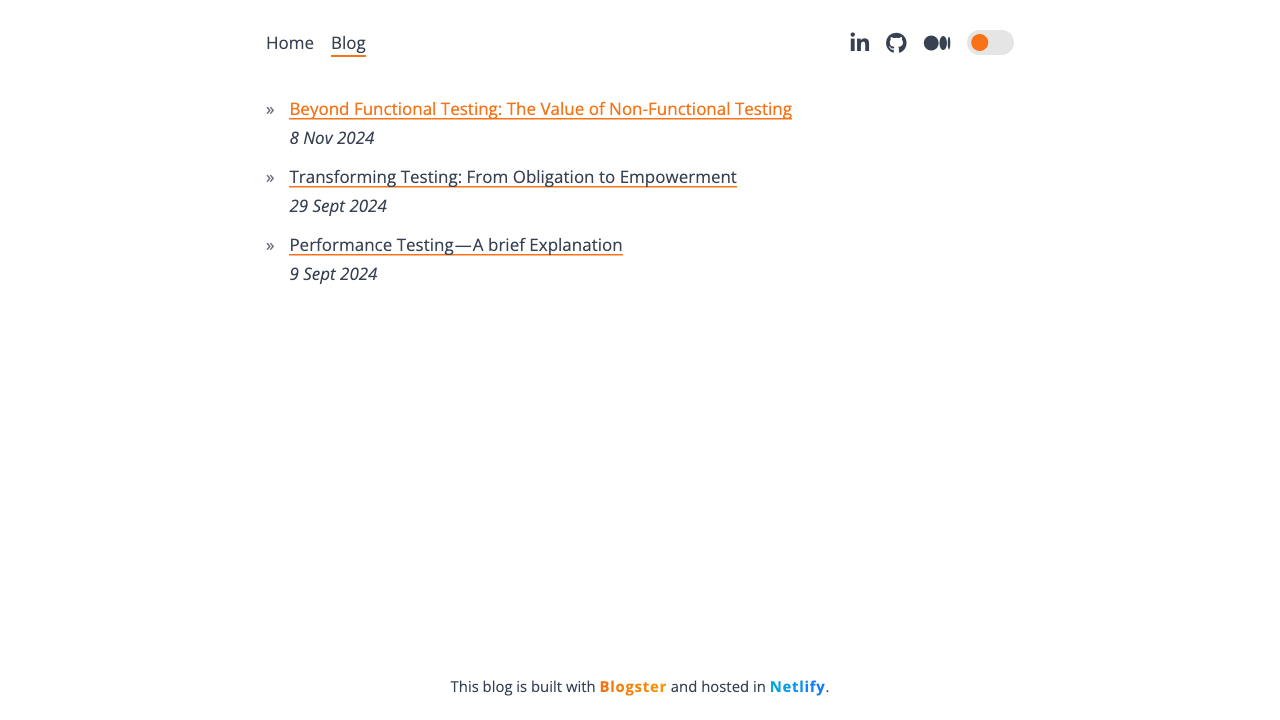 Home Blog
» Beyond Functional Testing: The Value of Non-Functional Testing
8 Nov 2024
» Transforming Testing: From Obligation to Empowerment
29 Sept 2024
» Performance Testing — A brief Explanation
9 Sept 2024
This blog is built with Blogster and hosted in Netlify.